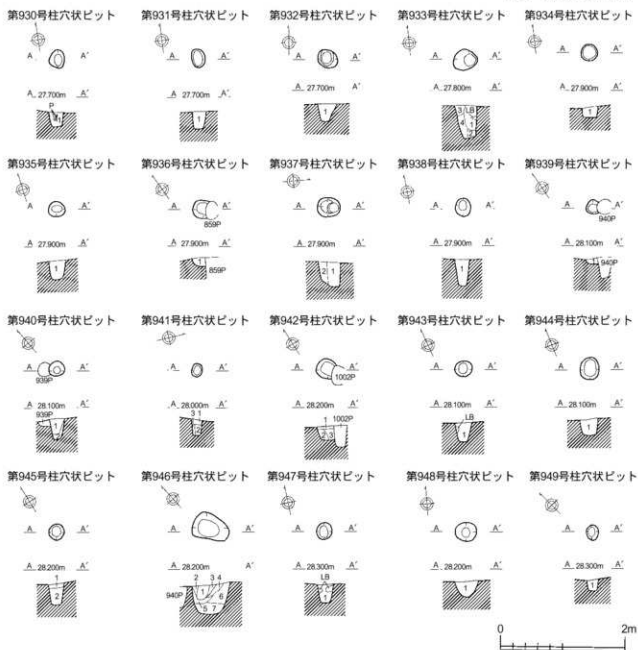 第930号柱穴状ピット 第931号柱穴状ピット 第932号柱穴状ピット 第933号柱穴状ピット 第934号柱穴状ピット
A A′ A A′ A A′ A A′ A A′
A 27.700m A′ A 27.700m A′ A 27.700m A′ A 27.800m A′ A 27.900m A′
P 1 1 1 3 LB 4 1 2 1
第935号柱穴状ピット 第936号柱穴状ピット 第937号柱穴状ピット 第938号柱穴状ピット 第939号柱穴状ピット
A A′ A A′ A A′ A A′ A A′
859P 940P
A 27.900m A′ A 27.900m A′ A 27.900m A′ A 27.900m A′ A 28.100m A′
1 1 859P 2 1 1 940P
第940号柱穴状ピット 第941号柱穴状ピット 第942号柱穴状ピット 第943号柱穴状ピット 第944号柱穴状ピット
A A′ A A′ A A′ A A′ A A′
939P 1002P
A 28.100m A′ A 28.000m A′ A 28.200m A′ A 28.100m A′ A 28.100m A′
939P 1 3 1 2 1 1002P 2 3 LB 1 1
第945号柱穴状ピット 第946号柱穴状ピット 第947号柱穴状ピット 第948号柱穴状ピット 第949号柱穴状ピット
A A′ A A′ A A′ A A′ A A′
A 28.200m A′ A 28.200m A′ A 28.300m A′ A 28.200m A′ A 28.300m A′
1 2 2 3 4 940P 1 6 5 7 LB 1 1 1
0 2m